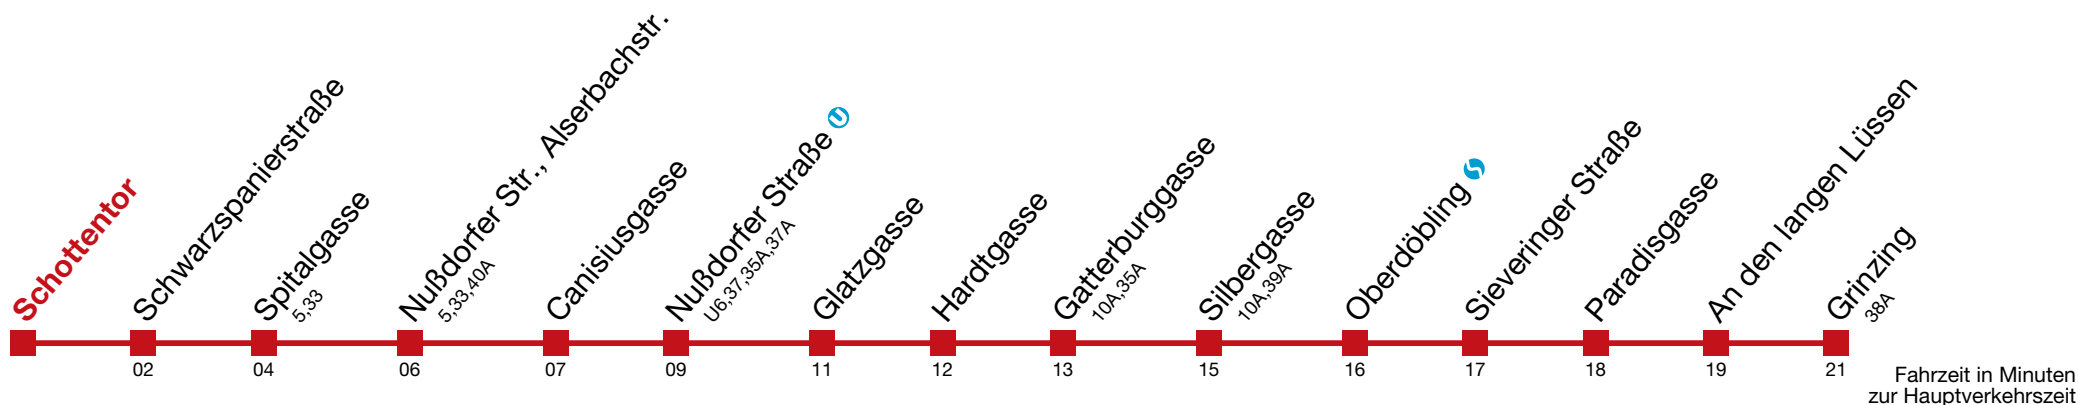 Schottentor
Schwarzspanierstraße
02
Spitalgasse
5,33
04
Nußdorfer Str., Alserbachstr.
5,33,40A
06
Canisiusgasse
07
Nußdorfer Straße U
U6,37,35A,37A
09
Glatzgasse
11
Hardtgasse
12
Gatterburggasse
10A,35A
13
Silbergasse
10A,39A
15
Oberdöbling
16
Sieveringer Straße
17
Paradisgasse
18
An den langen Lüssen
19
Grinzing
38A
21
Fahrzeit in Minuten
zur Hauptverkehrszeit